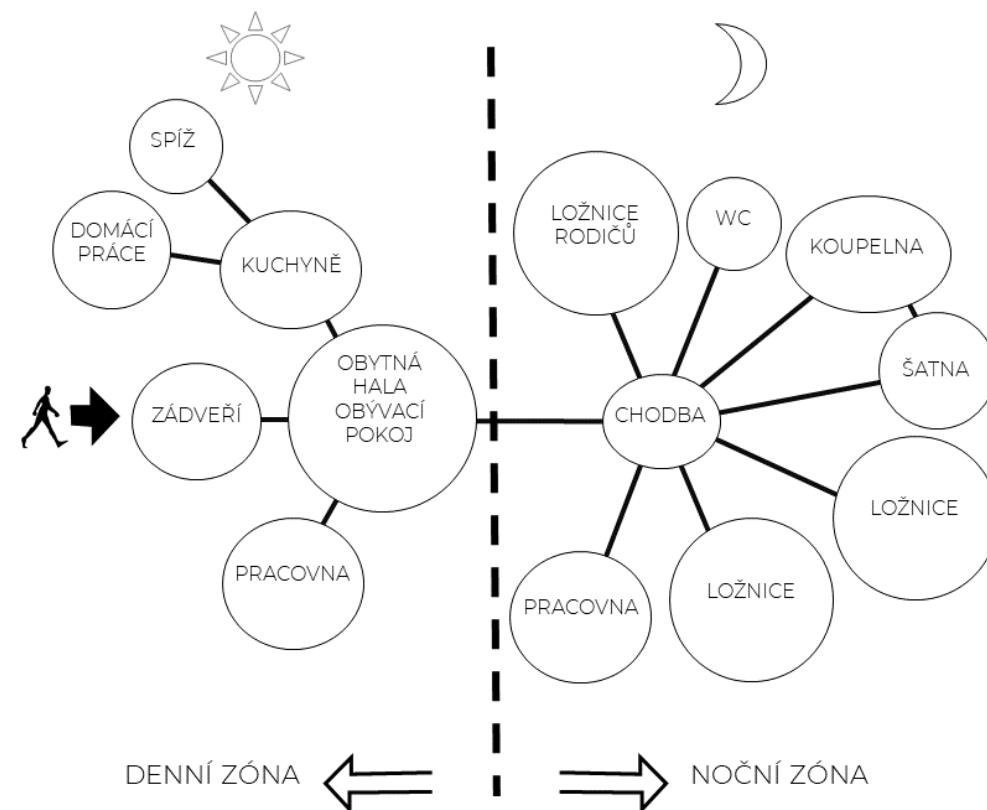 SPÍŽ
DOMÁCÍ
PRÁCE
KUCHYNĚ
ZÁDVEŘÍ
OBYTNÁ
HALA
OBÝVACÍ
POKOJ
PRACOVNA
LOŽNICE
RODIČŮ
WC
KOUPELNA
ŠATNA
CHODBA
LOŽNICE
LOŽNICE
PRACOVNA
DENNÍ ZÓNA
NOČNÍ ZÓNA